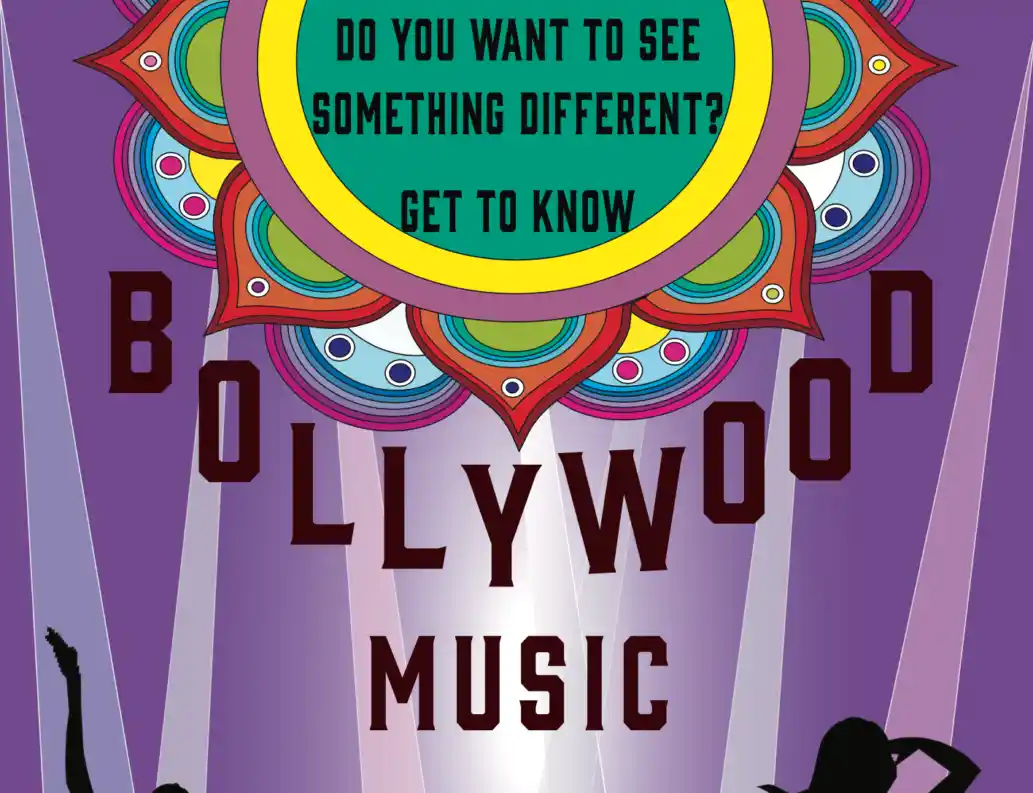 DO YOU WANT TO SEE
SOMETHING DIFFERENT?
GET TO KNOW
BOLLYWOOD
MUSIC